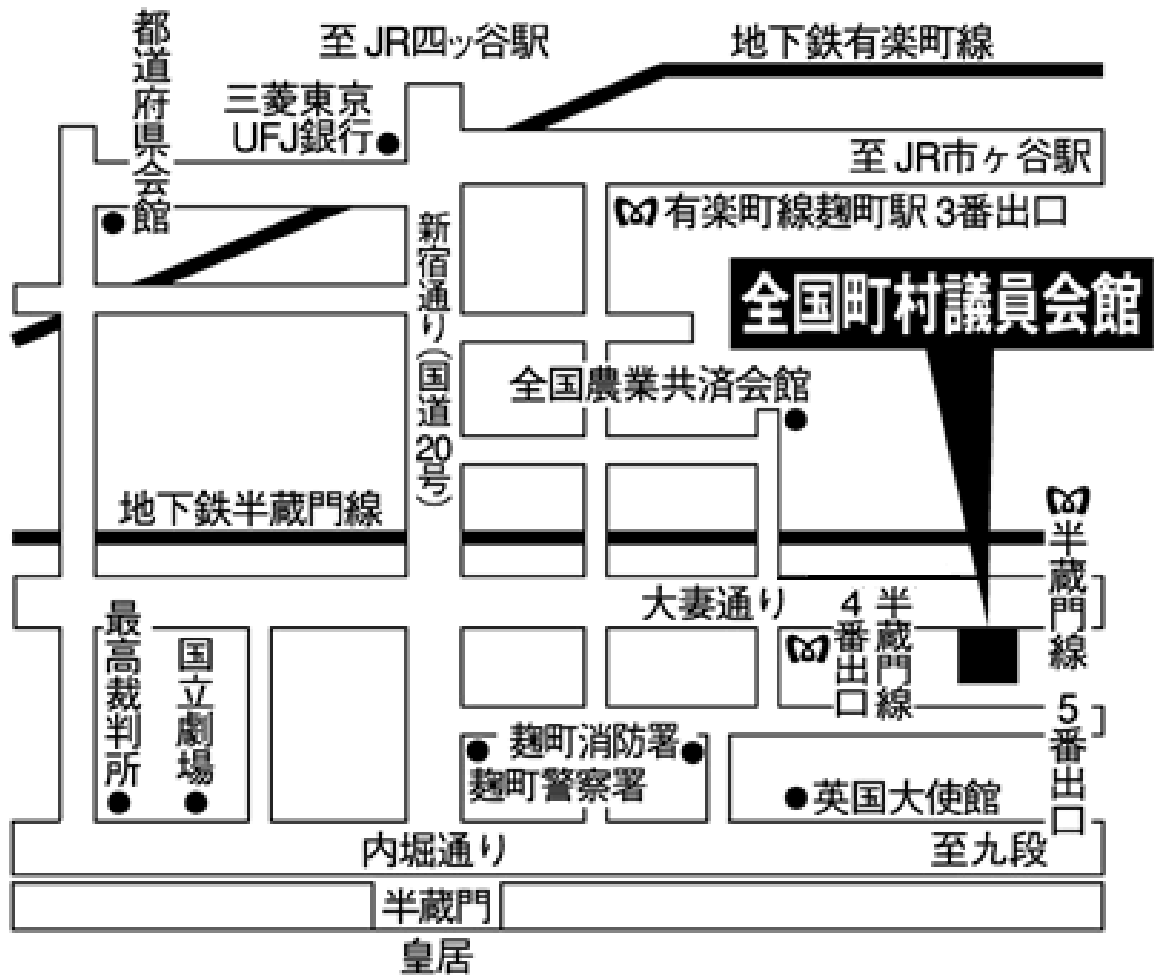 至 JR四ッ谷駅
地下鉄有楽町線
都道府県会館
三菱東京
UFJ銀行
至 JR市ヶ谷駅
有楽町線麹町駅 3番出口
新宿通り(国道20号)
全国町村議員会館
全国農業共済会館
地下鉄半蔵門線
半蔵門線 5番出口
大妻通り
半蔵門線
4番出口
最高裁判所
国立劇場
麹町消防署
麹町警察署
英国大使館
内堀通り
至九段
半蔵門
皇居